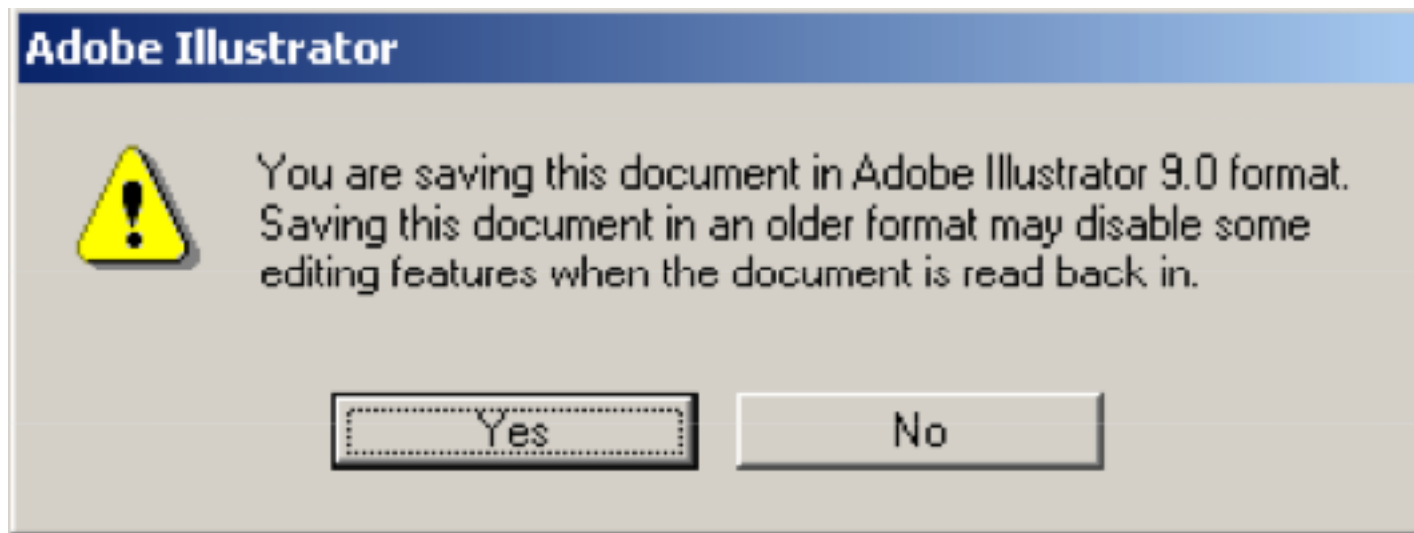 Adobe Illustrator
You are saving this document in Adobe Illustrator 9.0 format.
Saving this document in an older format may disable some
editing features when the document is read back in.
Yes
No